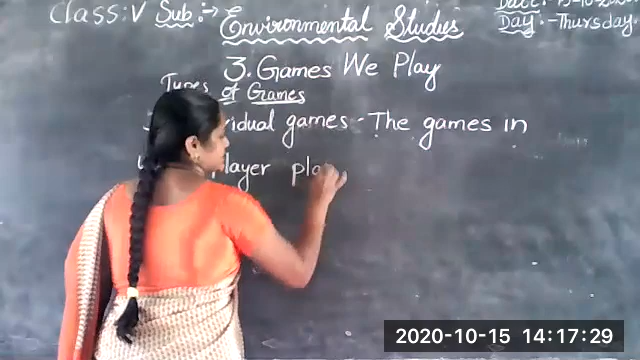 Class: V Sub:→ Environmental Studies
Day:- Thursday
3. Games We Play
Types of Games
games - The games in
player
2020-10-15 14:17:29